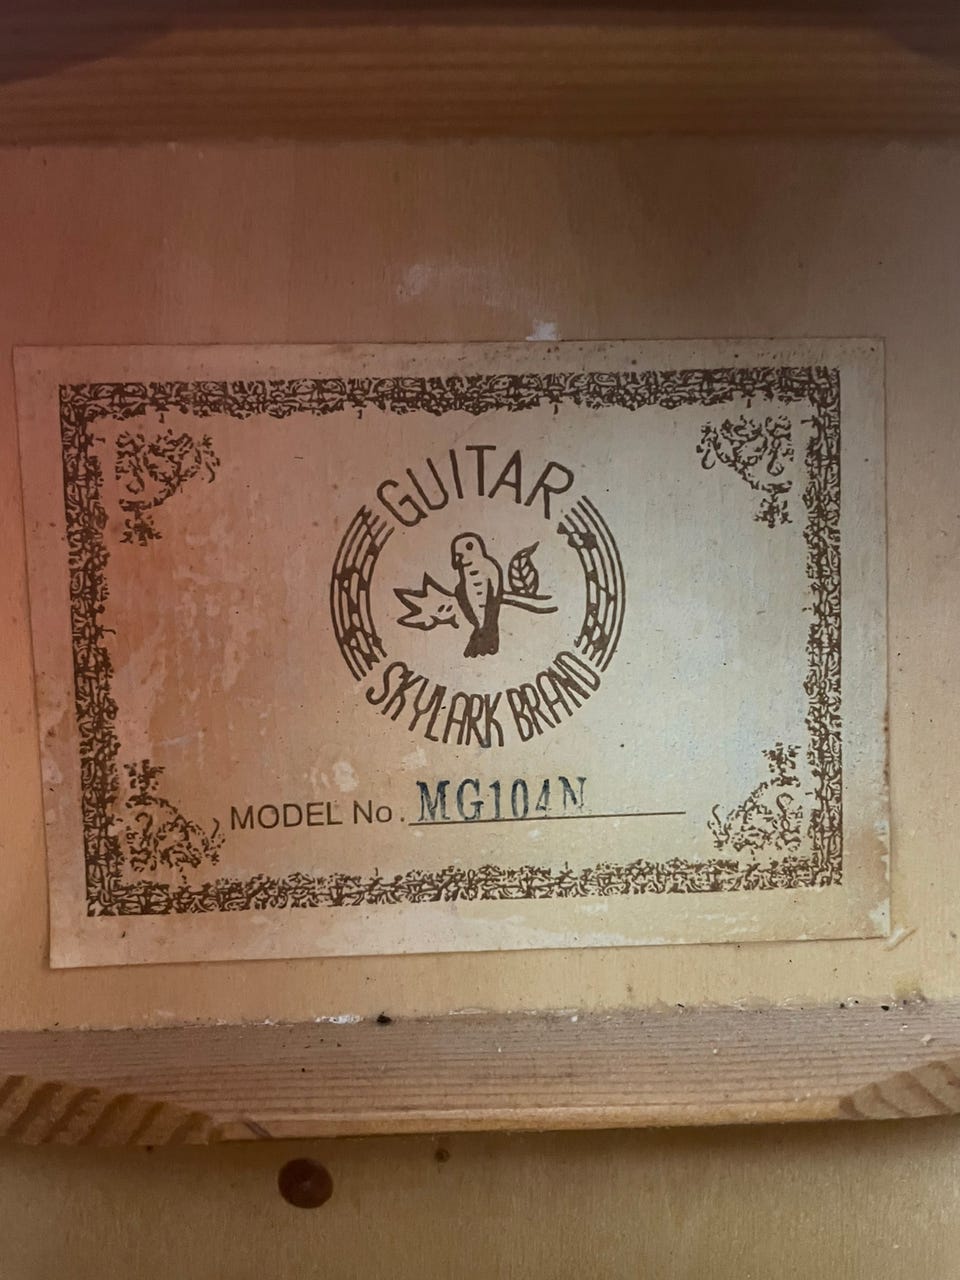 GUITAR
SKYLARK BRAND
MODEL No. MG104N